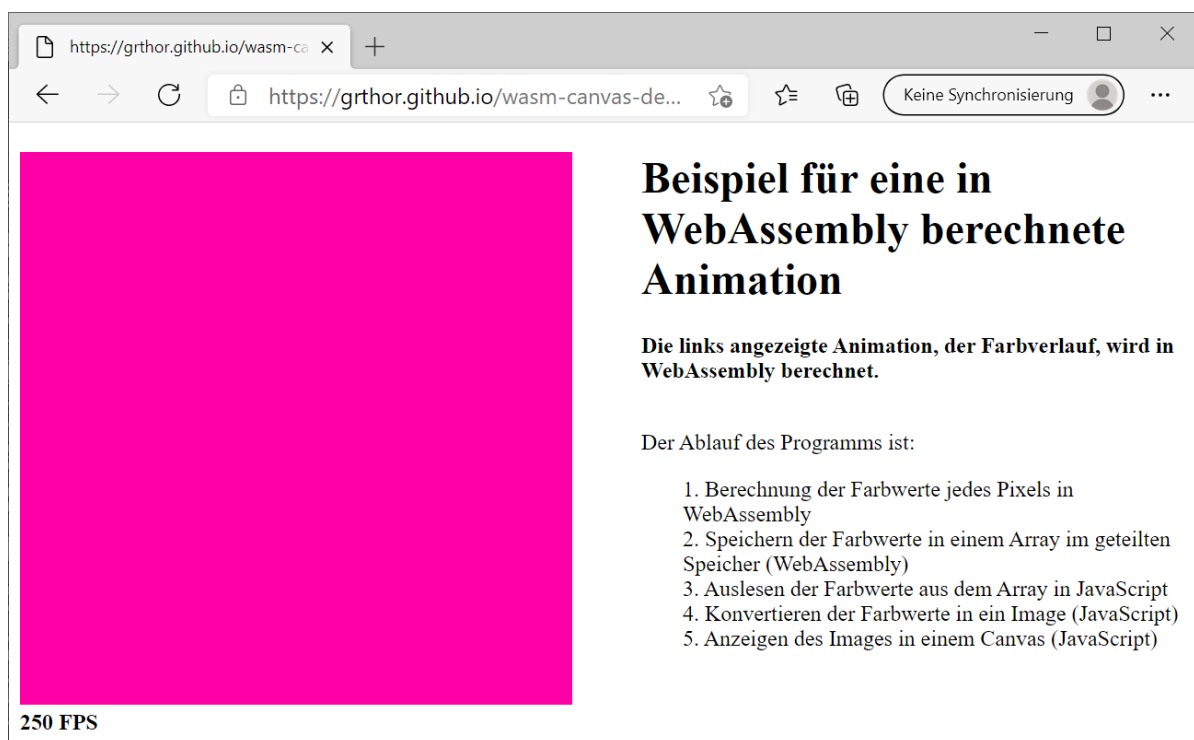 https://grthor.github.io/wasm-ca
https://grthor.github.io/wasm-canvas-de...
Keine Synchronisierung
Beispiel für eine in
WebAssembly berechnete
Animation
Die links angezeigte Animation, der Farbverlauf, wird in
WebAssembly berechnet.
Der Ablauf des Programms ist:
1. Berechnung der Farbwerte jedes Pixels in
WebAssembly
2. Speichern der Farbwerte in einem Array im geteilten
Speicher (WebAssembly)
3. Auslesen der Farbwerte aus dem Array in JavaScript
4. Konvertieren der Farbwerte in ein Image (JavaScript)
5. Anzeigen des Images in einem Canvas (JavaScript)
250 FPS